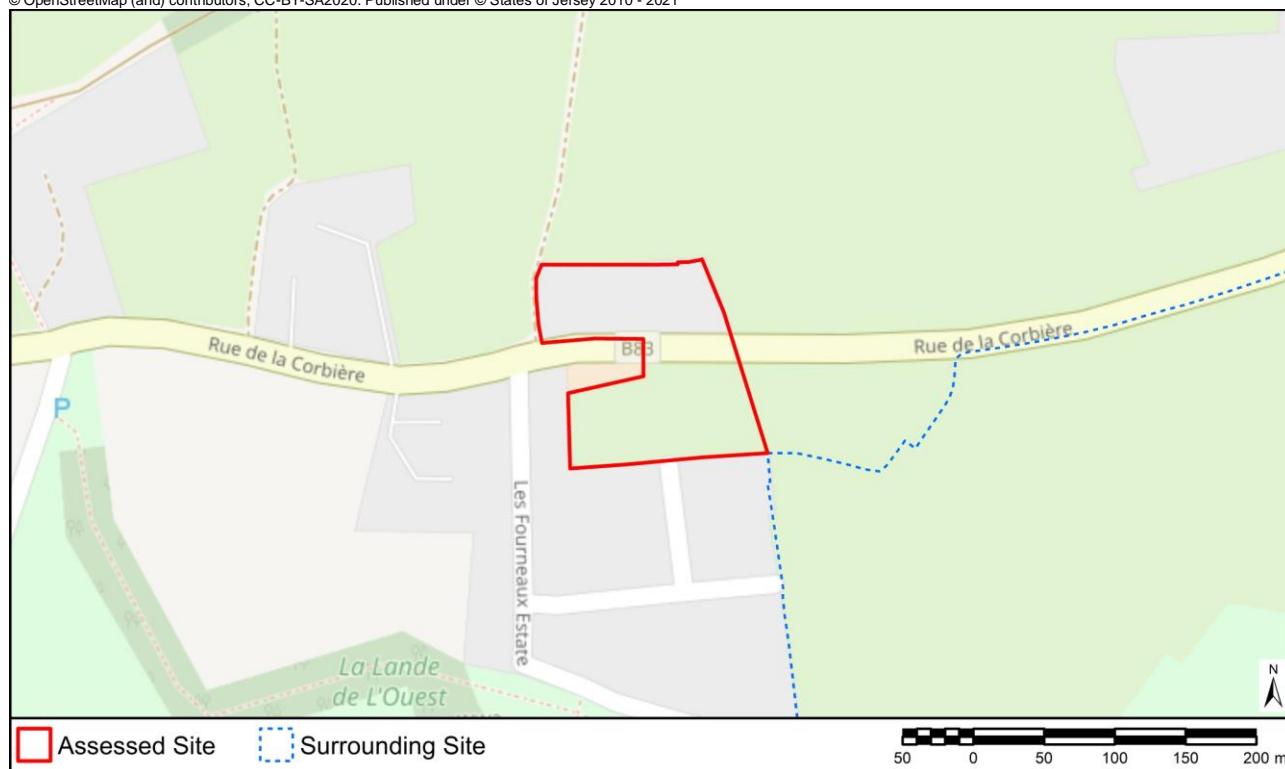 © OpenStreetMap (and) contributors, CC-BY-SA2020. Published under © States of Jersey 2010 - 2021
Rue de la Corbière
B83
Rue de la Corbière
P
Les Fourneaux Estate
La Lande
de L'Ouest
N
Assessed Site
Surrounding Site
50 0 50 100 150 200 m